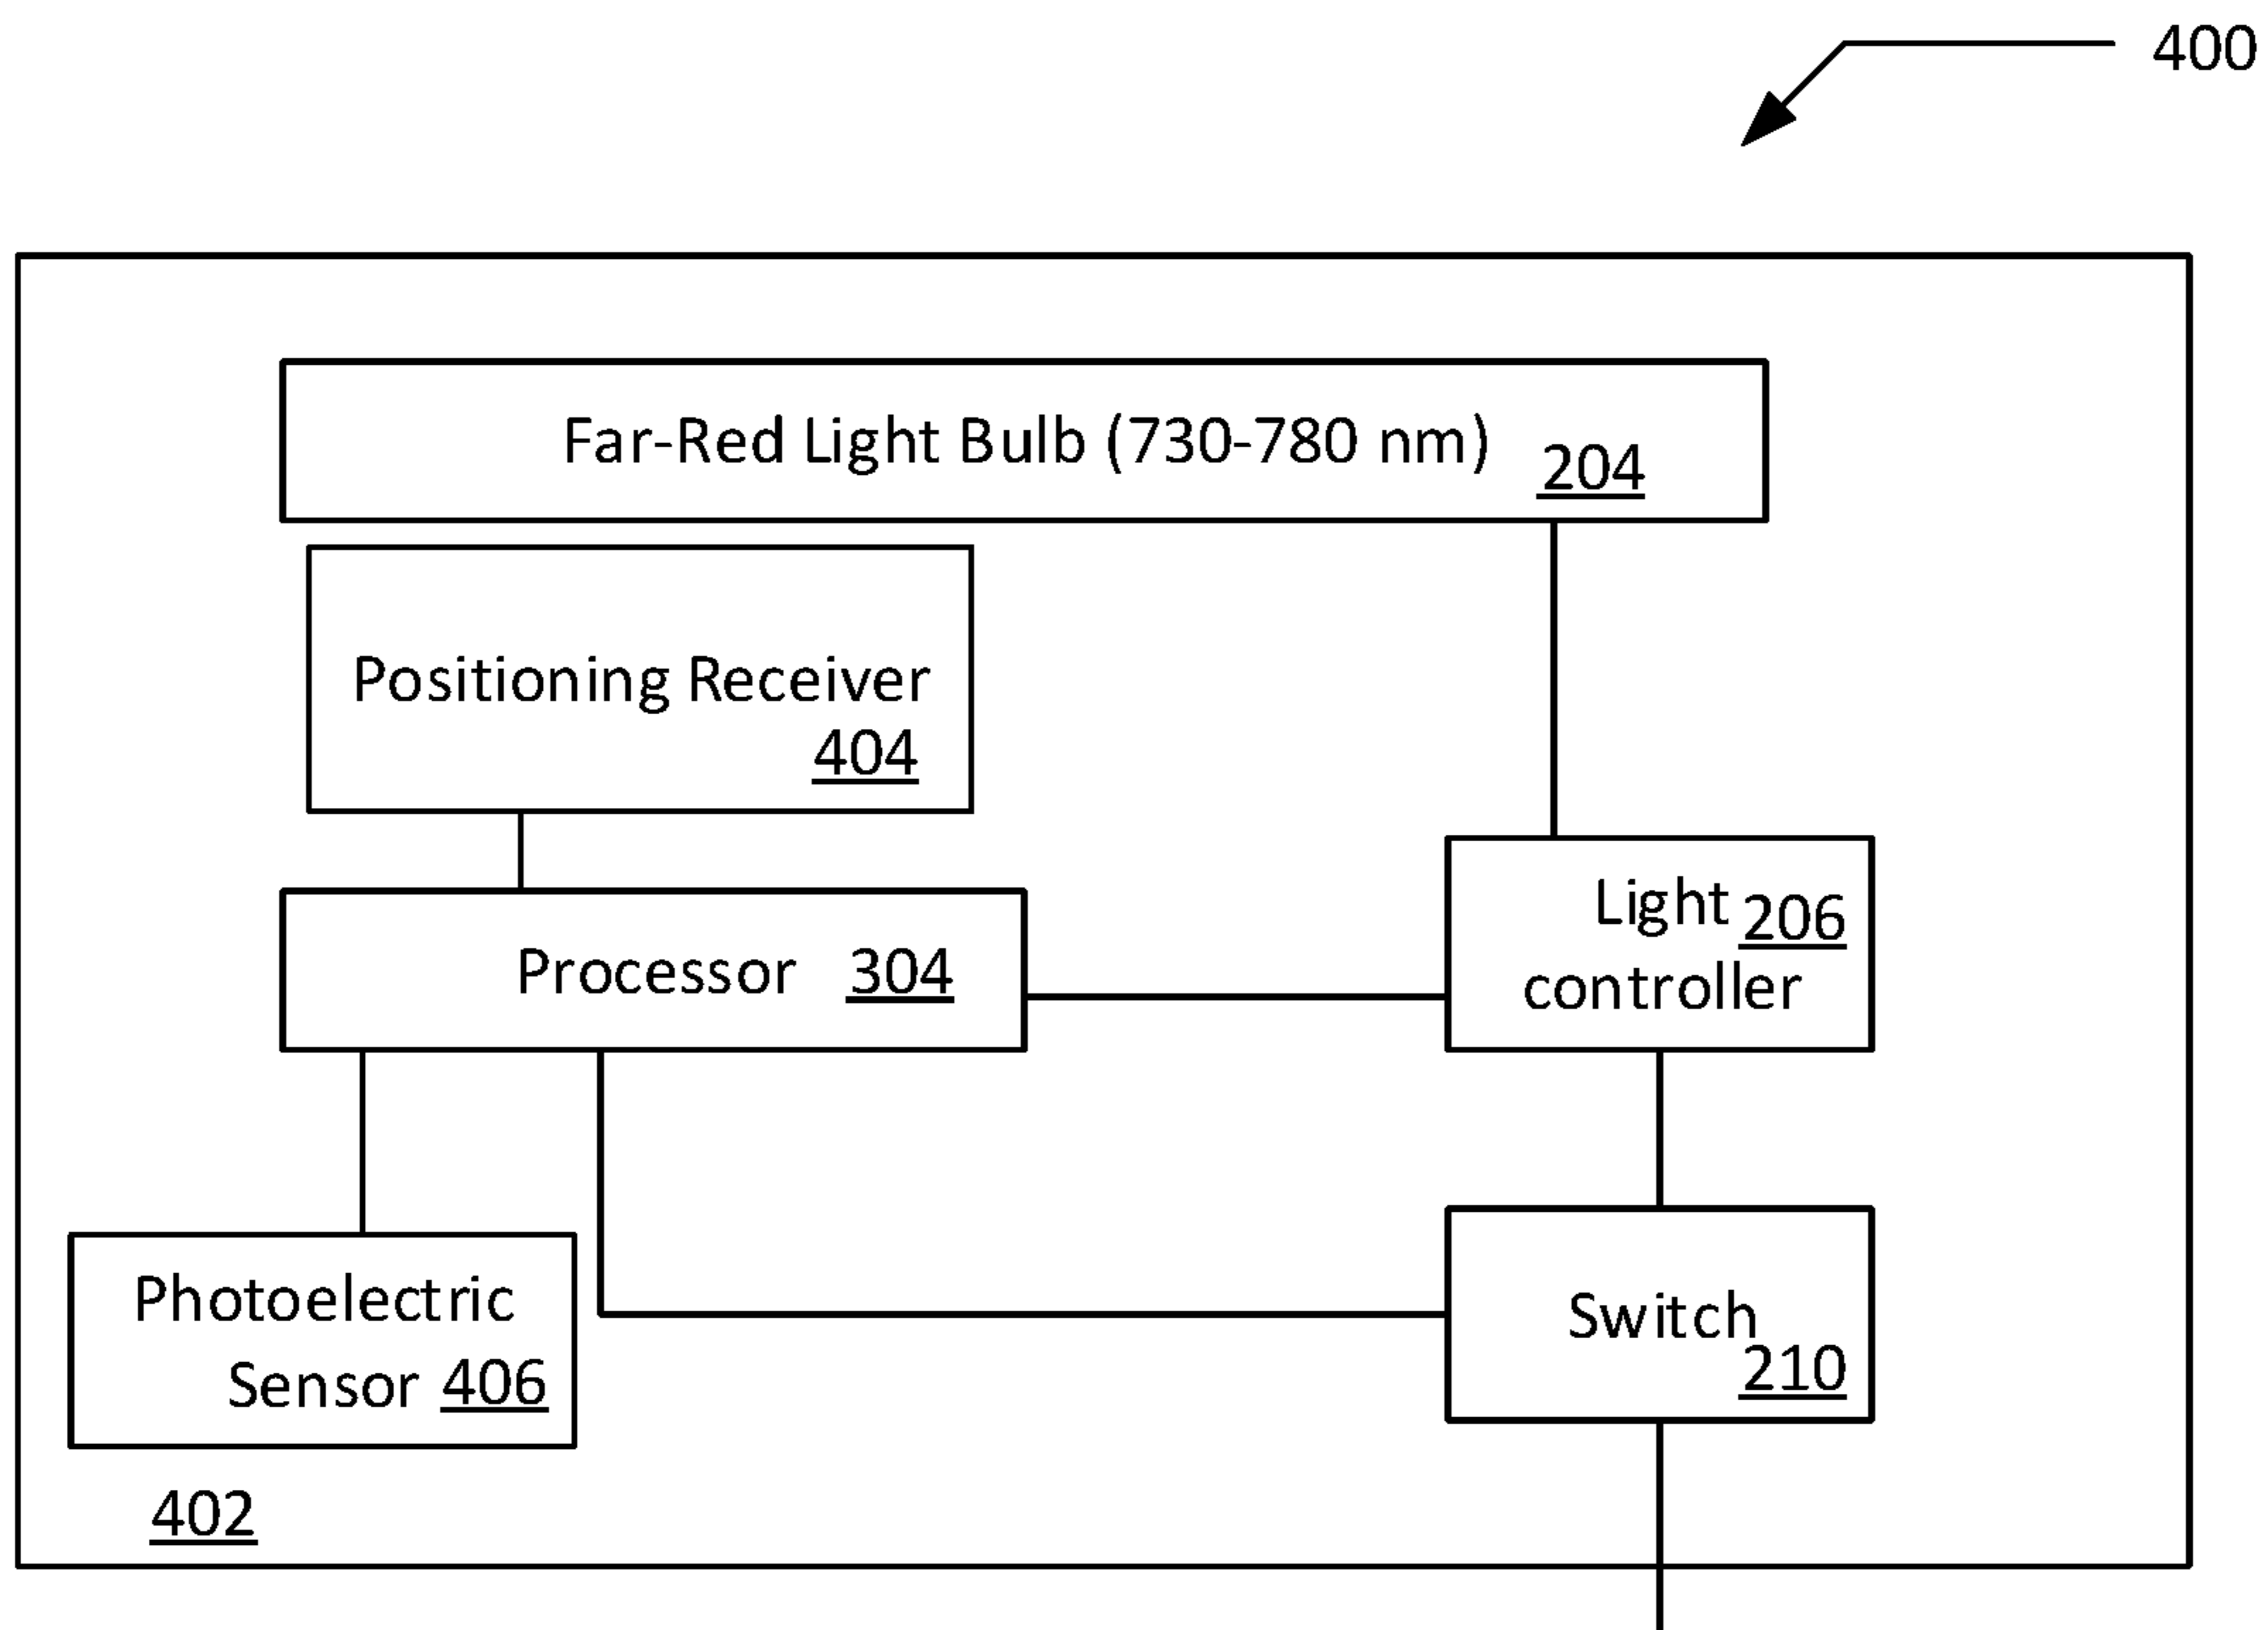 400
Far-Red Light Bulb (730-780 nm) 204
Positioning Receiver
404
Processor 304
Light 206
controller
Photoelectric
Sensor 406
Switch
210
402